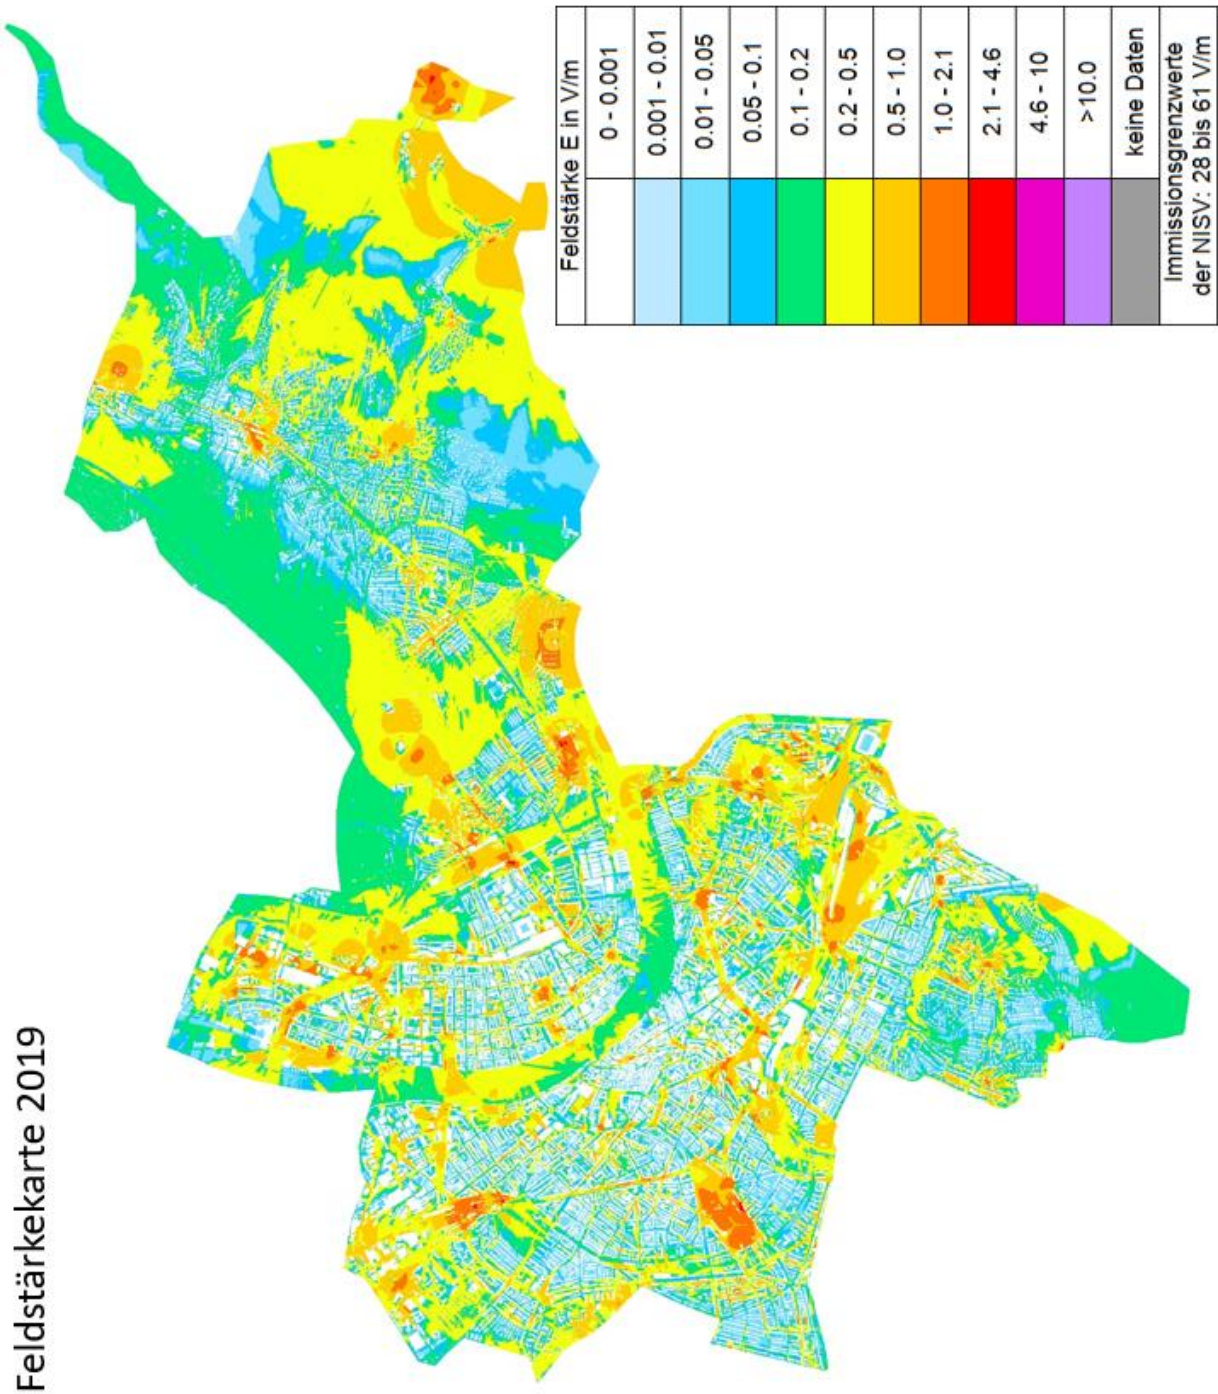 Feldstärkekarte 2019
Feldstärke E in V/m
0 - 0.001
0.001 - 0.01
0.01 - 0.05
0.05 - 0.1
0.1 - 0.2
0.2 - 0.5
0.5 - 1.0
1.0 - 2.1
2.1 - 4.6
4.6 - 10
>10.0
keine Daten
Immissionsgrenzwerte
der NISV: 28 bis 61 V/m